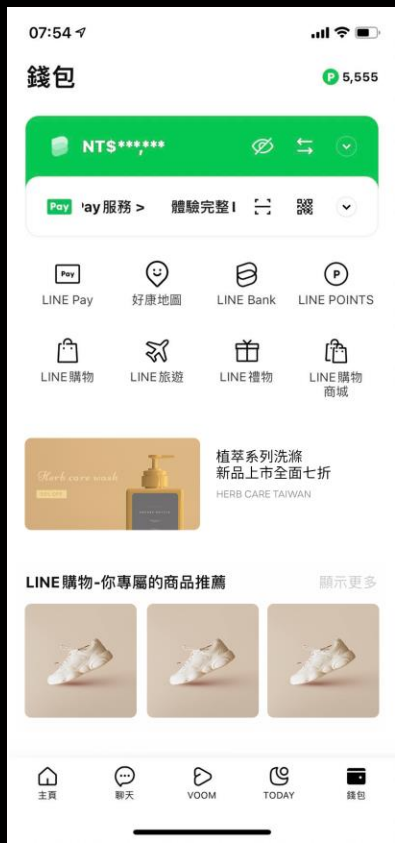 07:54
錢包
P 5,555
NT$***,***
Pay 'ay服務 > 體驗完整
Pay
LINE Pay
好康地圖
LINE Bank
P
LINE POINTS
LINE購物
LINE旅遊
LINE禮物
LINE購物
商城
Herb care wash
植萃系列洗滌
新品上市全面七折
HERB CARE TAIWAN
LINE購物-你專屬的商品推薦
顯示更多
主頁
聊天
VOOM
TODAY
錢包